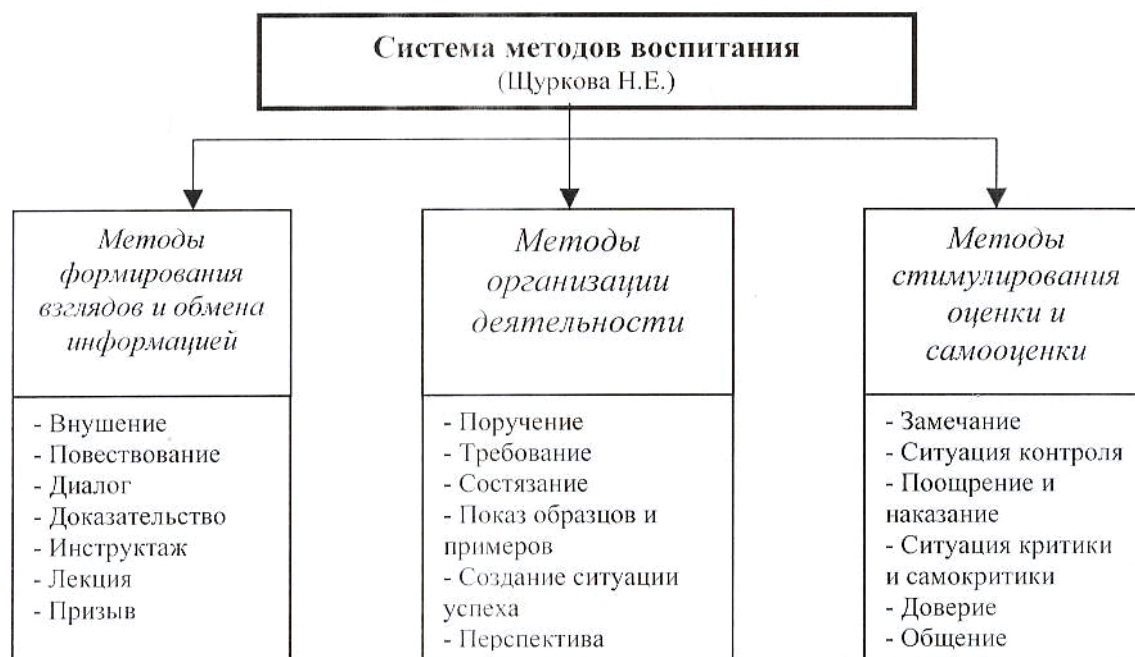 Система методов воспитания
(Щуркова Н.Е.)
Методы
формирования
взглядов и обмена
информацией
- Внушение
- Повествование
- Диалог
- Доказательство
- Инструктаж
- Лекция
- Призыв
Методы
организации
деятельности
- Поручение
- Требование
- Состязание
- Показ образцов и
примеров
- Создание ситуации
успеха
- Перспектива
Методы
стимулирования
оценки и
самооценки
- Замечание
- Ситуация контроля
- Поощрение и
наказание
- Ситуация критики
и самокритики
- Доверие
- Общение